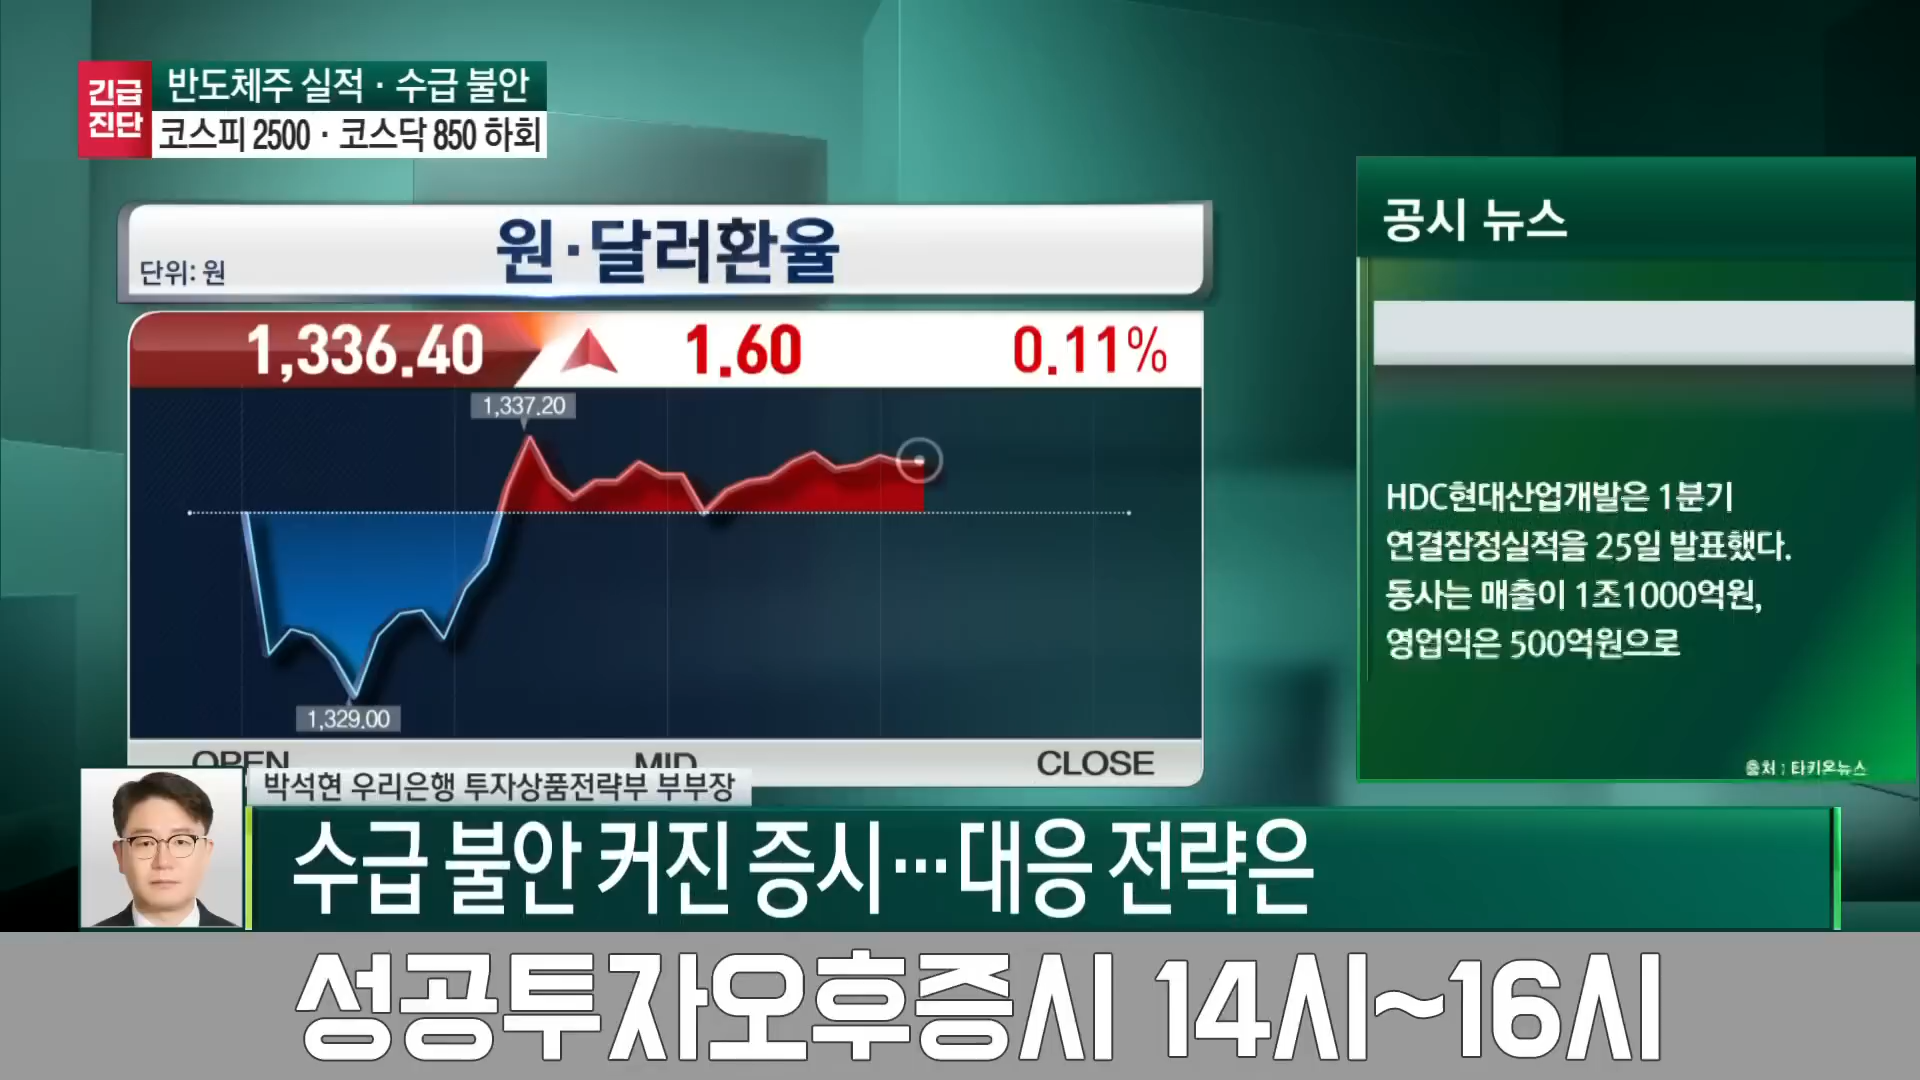 긴급
진단
반도체주 실적 · 수급 불안
코스피 2500 · 코스닥 850 하회
원·달러환율
단위: 원
1,336.40 1.60 0.11%
1,337.20
1,329.00
OPEN MID CLOSE
공시 뉴스
HDC현대산업개발은 1분기
연결잠정실적을 25일 발표했다.
동사는 매출이 1조1000억원,
영업익은 500억원으로
출처 : 타키온뉴스
박석현 우리은행 투자상품전략부 부부장
수급 불안 커진 증시…대응 전략은
성공투자오후증시 14시~16시